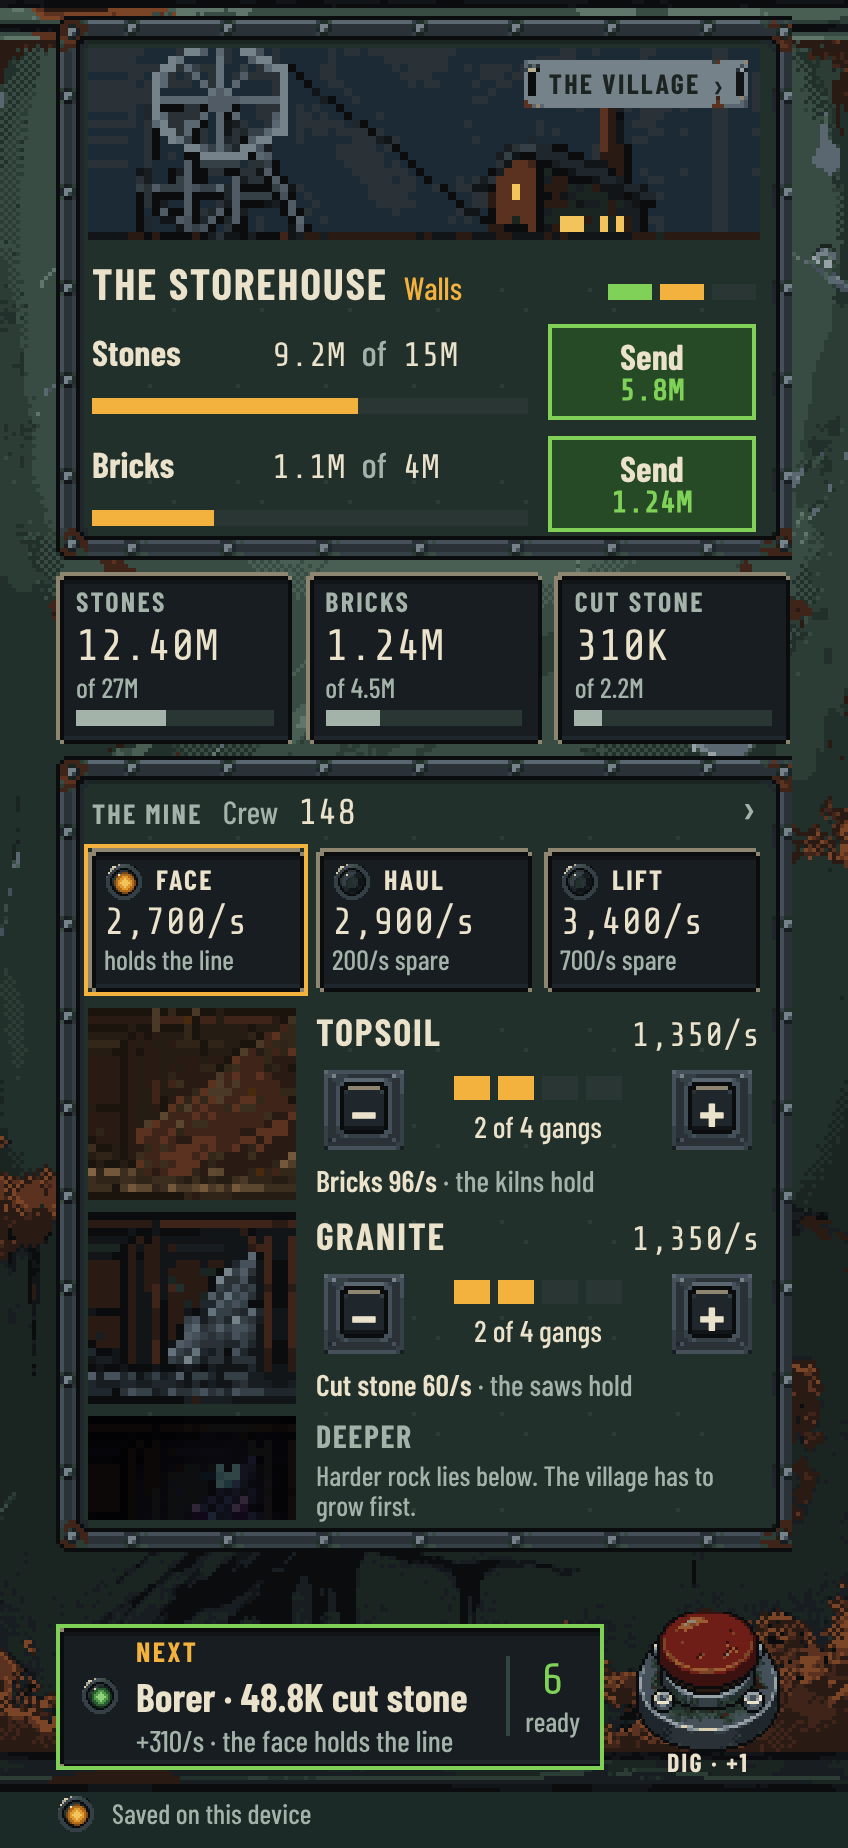 THE VILLAGE ›
THE STOREHOUSE Walls
Stones 9.2M of 15M
Send
5.8M
Bricks 1.1M of 4M
Send
1.24M
STONES
12.40M
of 27M
BRICKS
1.24M
of 4.5M
CUT STONE
310K
of 2.2M
THE MINE Crew 148 ›
FACE
2,700/s
holds the line
HAUL
2,900/s
200/s spare
LIFT
3,400/s
700/s spare
TOPSOIL 1,350/s
− +
2 of 4 gangs
Bricks 96/s · the kilns hold
GRANITE 1,350/s
− +
2 of 4 gangs
Cut stone 60/s · the saws hold
DEEPER
Harder rock lies below. The village has to
grow first.
NEXT
Borer · 48.8K cut stone
+310/s · the face holds the line
6
ready
DIG · +1
Saved on this device